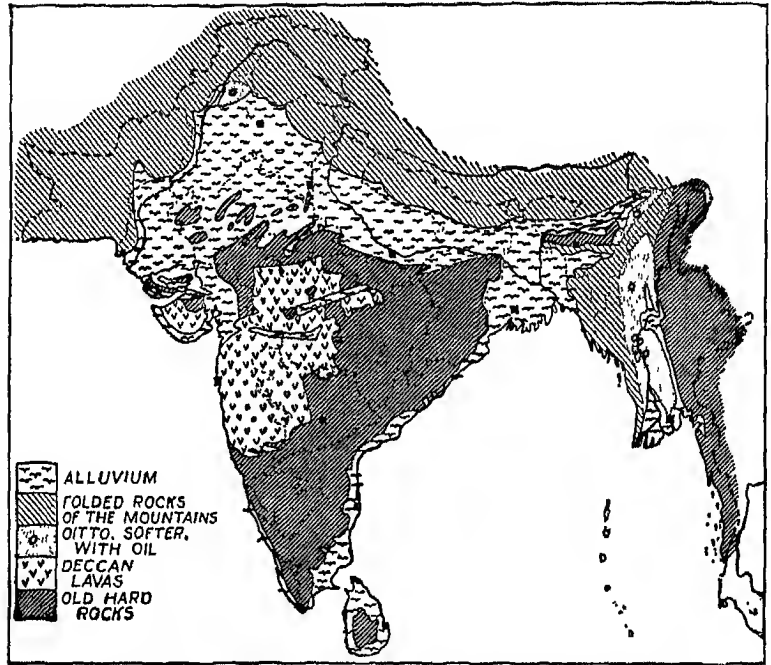 ALLUVIUM
FOLDED ROCKS
OF THE MOUNTAINS
DITTO, SOFTER,
WITH OIL
DECCAN
LAVAS
OLD HARD
ROCKS